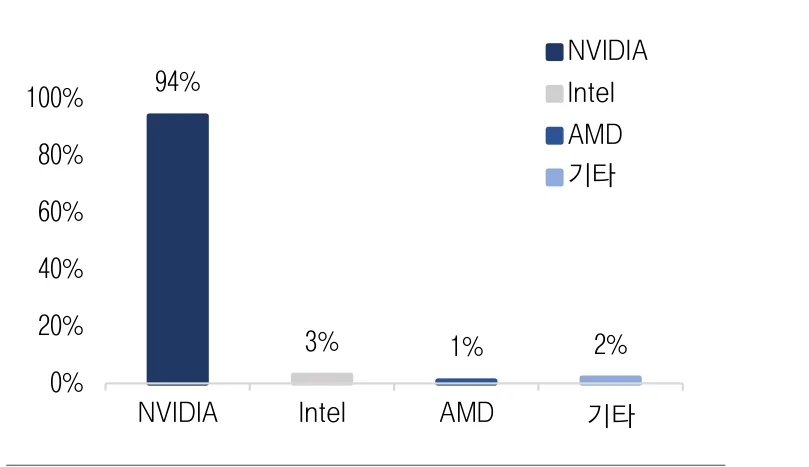 NVIDIA
Intel
AMD
기타
94%
100%
80%
60%
40%
20%
0%
3%
1%
2%
NVIDIA
Intel
AMD
기타